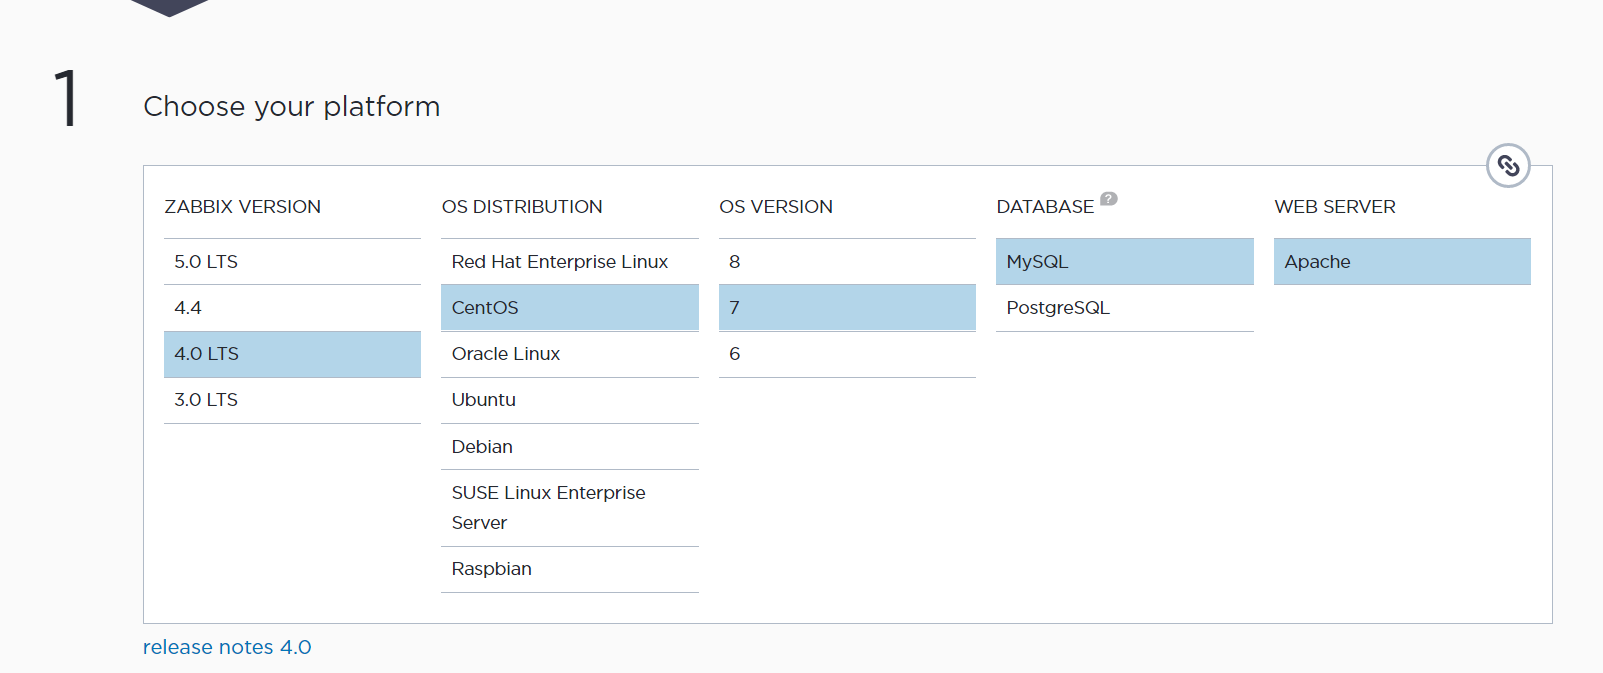 1
Choose your platform
ZABBIX VERSION
5.0 LTS
4.4
4.0 LTS
3.0 LTS
OS DISTRIBUTION
Red Hat Enterprise Linux
CentOS
Oracle Linux
Ubuntu
Debian
SUSE Linux Enterprise
Server
Raspbian
OS VERSION
8
7
6
DATABASE ?
MySQL
PostgreSQL
WEB SERVER
Apache
release notes 4.0